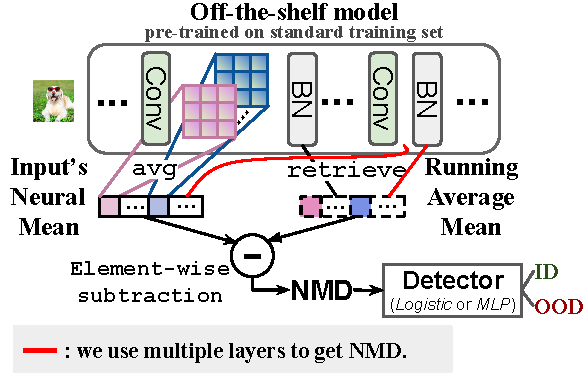 Off-the-shelf model
pre-trained on standard training set
... Conv ... BN ... Conv BN ...
Input's
Neural
Mean
avg
retrieve
Running
Average
Mean
... ...
... ...
Element-wise
subtraction
−
NMD
Detector
(Logistic or MLP)
ID
OOD
: we use multiple layers to get NMD.